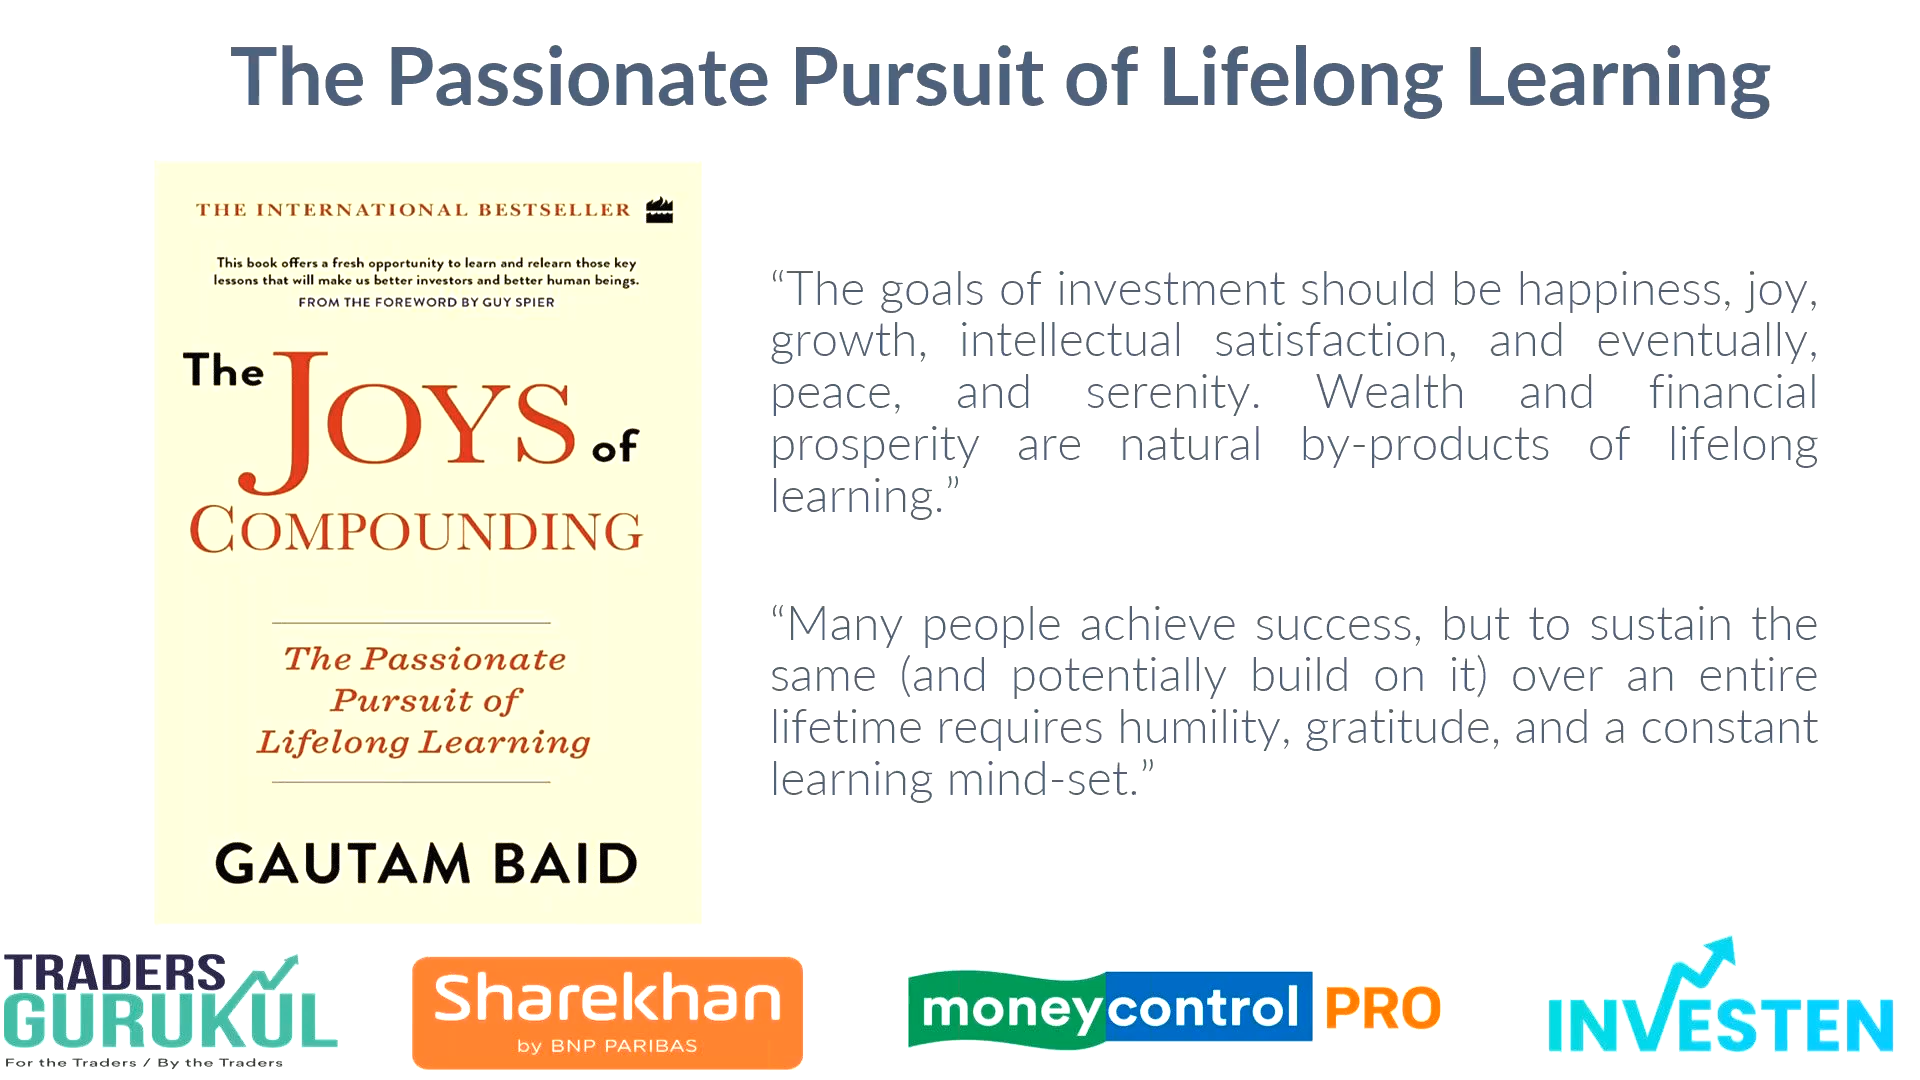 The Passionate Pursuit of Lifelong Learning
THE INTERNATIONAL BESTSELLER
This book offers a fresh opportunity to learn and relearn those key
lessons that will make us better investors and better human beings.
FROM THE FOREWORD BY GUY SPIER
The JOYS of
COMPOUNDING
The Passionate
Pursuit of
Lifelong Learning
GAUTAM BAID
“The goals of investment should be happiness, joy,
growth, intellectual satisfaction, and eventually,
peace, and serenity. Wealth and financial
prosperity are natural by-products of lifelong
learning.”
“Many people achieve success, but to sustain the
same (and potentially build on it) over an entire
lifetime requires humility, gratitude, and a constant
learning mind-set.”
TRADERS
GURUKUL
For the Traders / By the Traders
Sharekhan
by BNP PARIBAS
moneycontrol PRO
INVESTEN